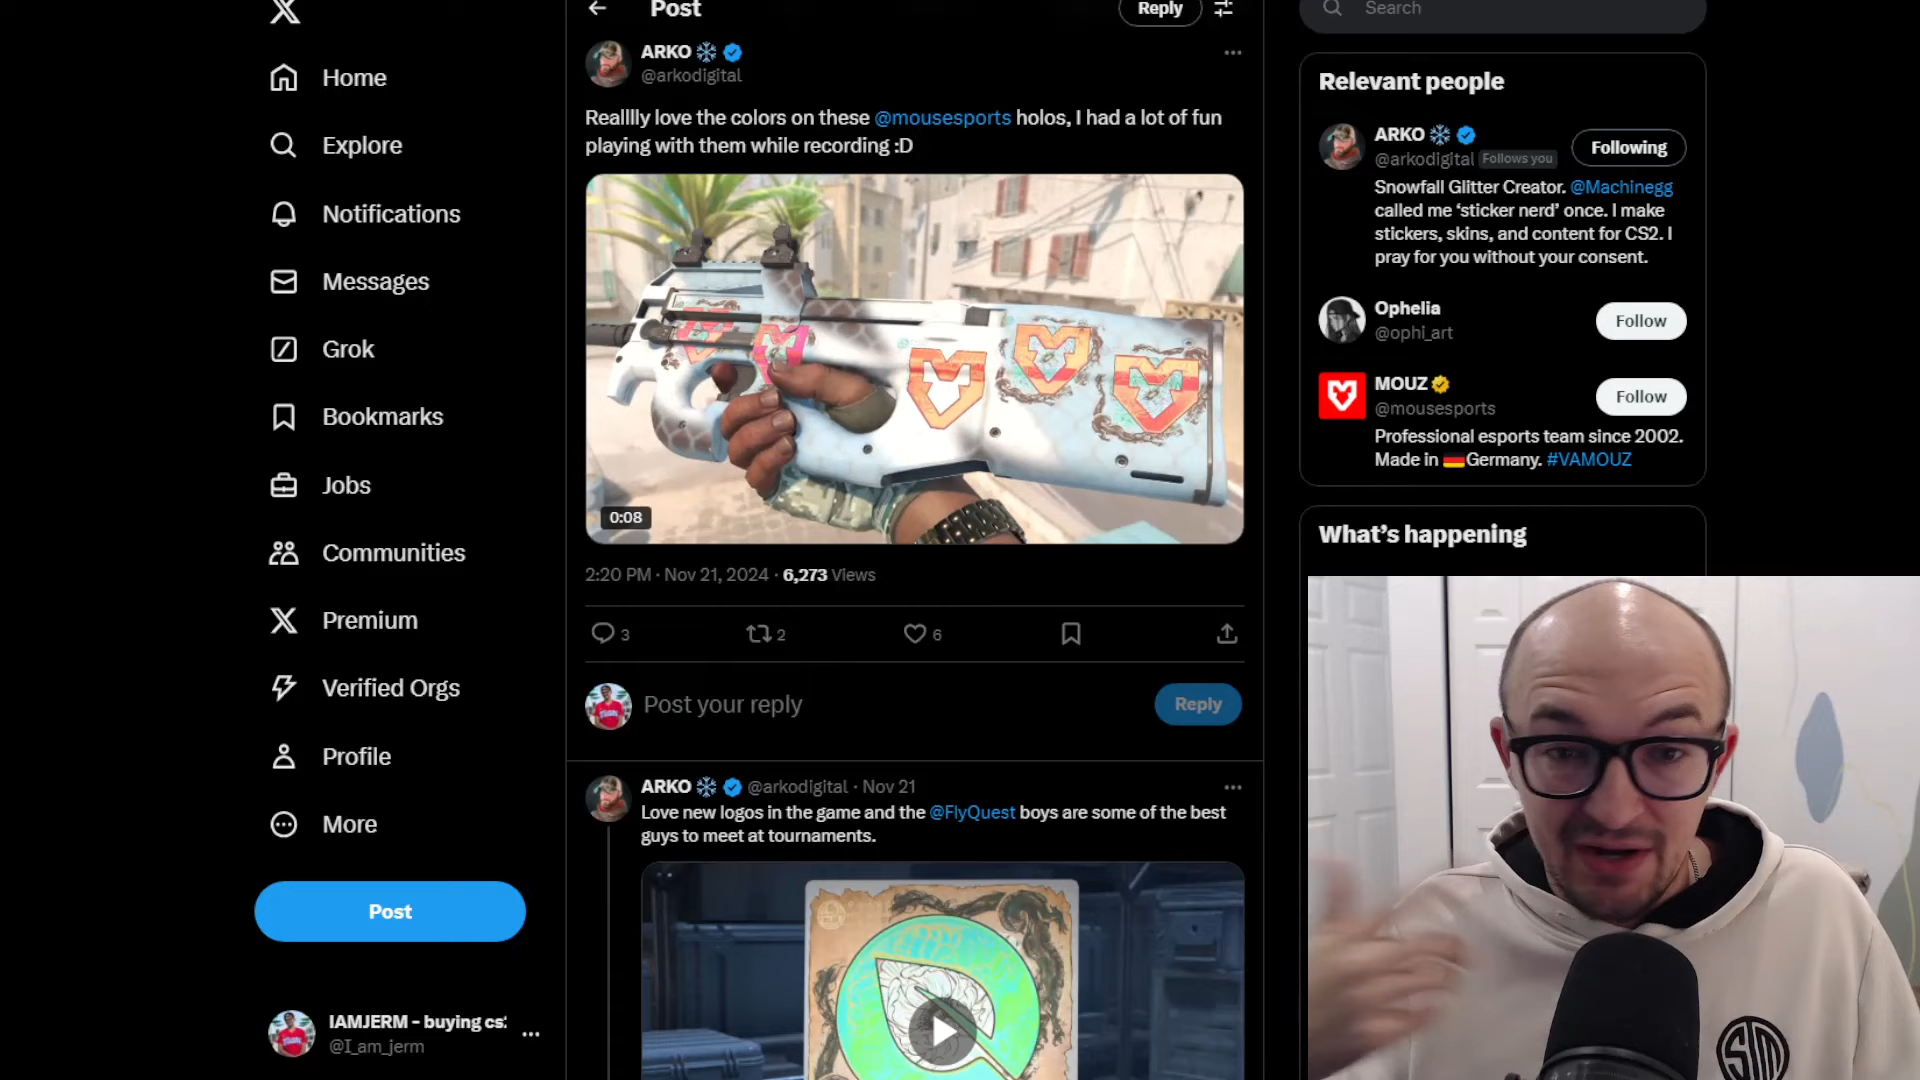 Home
Explore
Notifications
Messages
Grok
Bookmarks
Jobs
Communities
Premium
Verified Orgs
Profile
More
Post
IAMJERM - buying cs
@I_am_jerm
Post
Reply
ARKO
@arkodigital
Realllly love the colors on these @mousesports holos, I had a lot of fun
playing with them while recording :D
0:08
2:20 PM · Nov 21, 2024 · 6,273 Views
3
2
6
Post your reply
Reply
ARKO @arkodigital · Nov 21
Love new logos in the game and the @FlyQuest boys are some of the best
guys to meet at tournaments.
Search
Relevant people
ARKO
@arkodigital Follows you
Following
Snowfall Glitter Creator. @Machinegg
called me ‘sticker nerd’ once. I make
stickers, skins, and content for CS2. I
pray for you without your consent.
Ophelia
@ophi_art
Follow
MOUZ
@mousesports
Follow
Professional esports team since 2002.
Made in Germany. #VAMOUZ
What’s happening